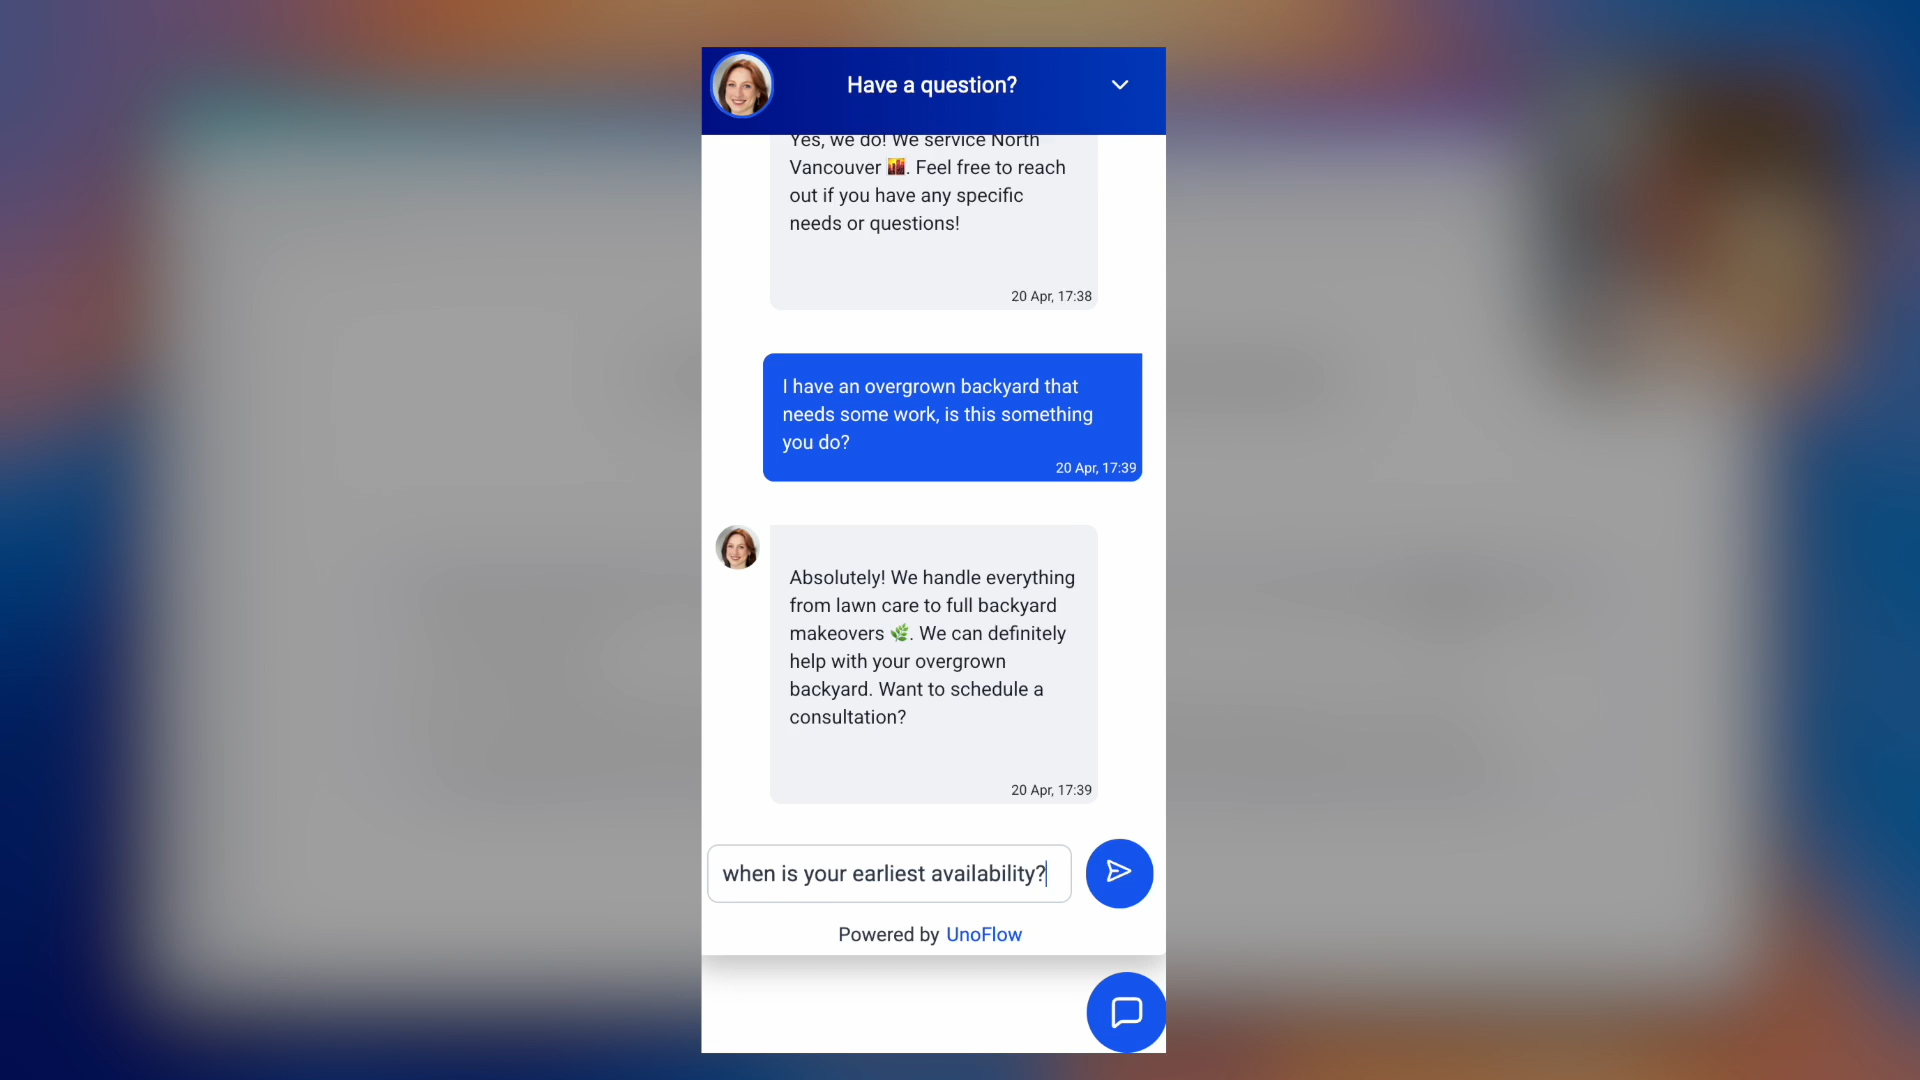 Have a question?
Yes, we do! We service North
Vancouver 🌇. Feel free to reach
out if you have any specific
needs or questions!
20 Apr, 17:38
I have an overgrown backyard that
needs some work, is this something
you do?
20 Apr, 17:39
Absolutely! We handle everything
from lawn care to full backyard
makeovers 🌿. We can definitely
help with your overgrown
backyard. Want to schedule a
consultation?
20 Apr, 17:39
when is your earliest availability?
Powered by UnoFlow